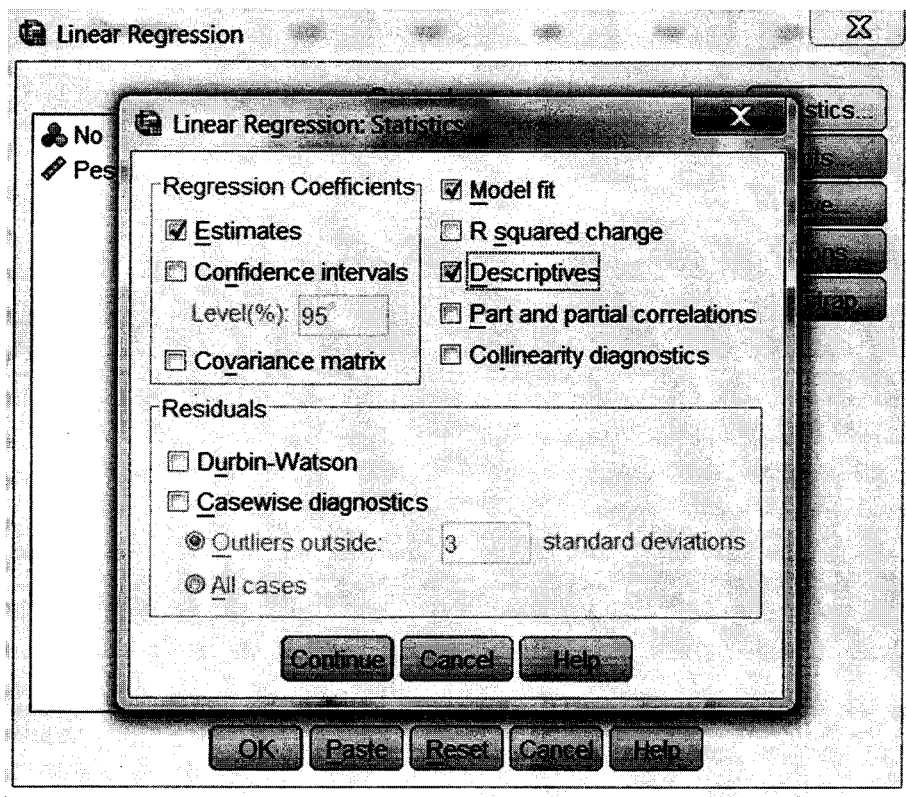 Linear Regression
No
Pes
stics...
Linear Regression: Statistics
Regression Coefficients
Estimates
Confidence intervals
Level(%): 95
Covariance matrix
Model fit
R squared change
Descriptives
Part and partial correlations
Collinearity diagnostics
Residuals
Durbin-Watson
Casewise diagnostics
Outliers outside: 3 standard deviations
All cases
Continue Cancel Help
OK Paste Reset Cancel Help